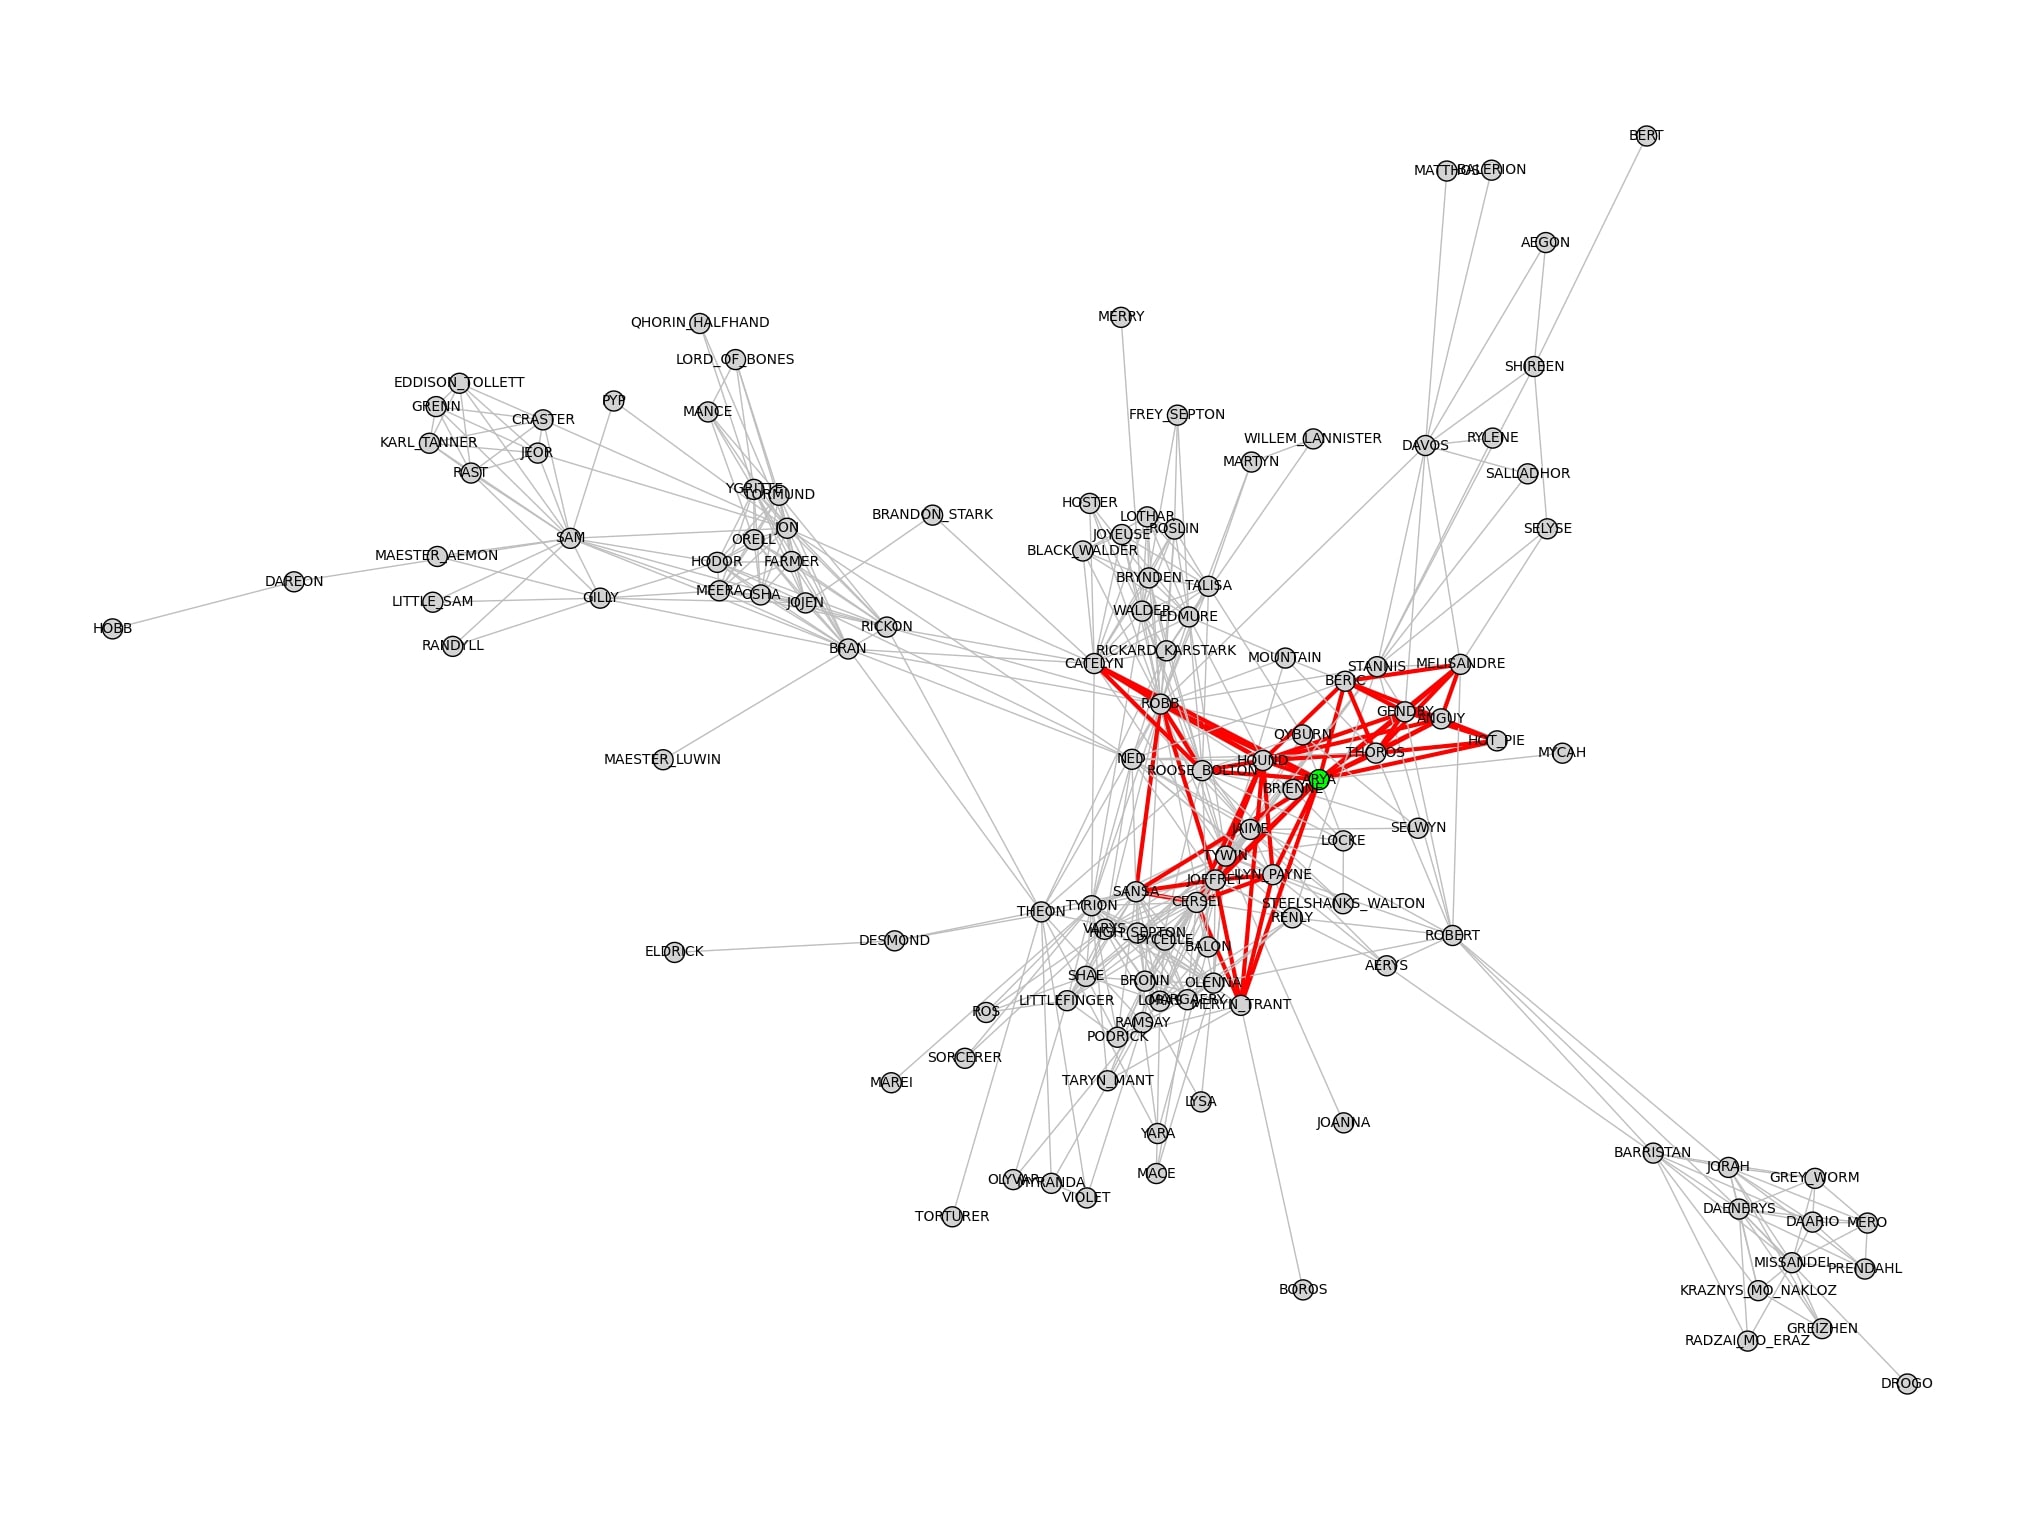 BERT
MATTHOS
BALERION
AEGON
MERRY
QHORIN_HALFHAND
LORD_OF_BONES
SHIREEN
EDDISON_TOLLETT
PYP
GRENN
MANCE
FREY_SEPTON
CRASTER
WILLEM_LANNISTER
RYLENE
KARL_TANNER
DAVOS
JEOR
MARTYN
RAST
SALLADHOR
YGRITTE
TORMUND
HOSTER
BRANDON_STARK
LOTHAR
JON
ROSLIN
SELYSE
JOYEUSE
SAM
ORELL
BLACK_WALDER
MAESTER_AEMON
HODOR
FARMER
BRYNDEN
DAREON
TALISA
MEERA
OSHA
GILLY
LITTLE_SAM
JOJEN
WALDER
EDMURE
HOBB
RICKON
RANDYLL
BRAN
RICKARD_KARSTARK
MOUNTAIN
CATELYN
STANNIS
MELISANDRE
BERIC
ROBB
GENDRY
ANGUY
QYBURN
HOT_PIE
THOROS
MYCAH
MAESTER_LUWIN
NED
HOUND
ROOSE_BOLTON
ARYA
BRIENNE
JAIME
SELWYN
LOCKE
TYWIN
ILYN_PAYNE
JOFFREY
SANSA
CERSEI
STEELSHANKS_WALTON
TYRION
THEON
RENLY
VARYS
HIGH_SEPTON
ROBERT
DESMOND
PYCELLE
BALON
ELDRICK
AERYS
SHAE
BRONN
OLENNA
LITTLEFINGER
LORAS
MARGAERY
MERYN_TRANT
ROS
RAMSAY
PODRICK
SORCERER
TARYN_MANT
MAREI
LYSA
JOANNA
YARA
BARRISTAN
JORAH
MACE
GREY_WORM
OLYVAR
MYRANDA
VIOLET
DAENERYS
TORTURER
DAARIO
MERO
MISSANDEI
PRENDAHL
BOROS
KRAZNYS_MO_NAKLOZ
GREIZHEN
RADZAI_MO_ERAZ
DROGO